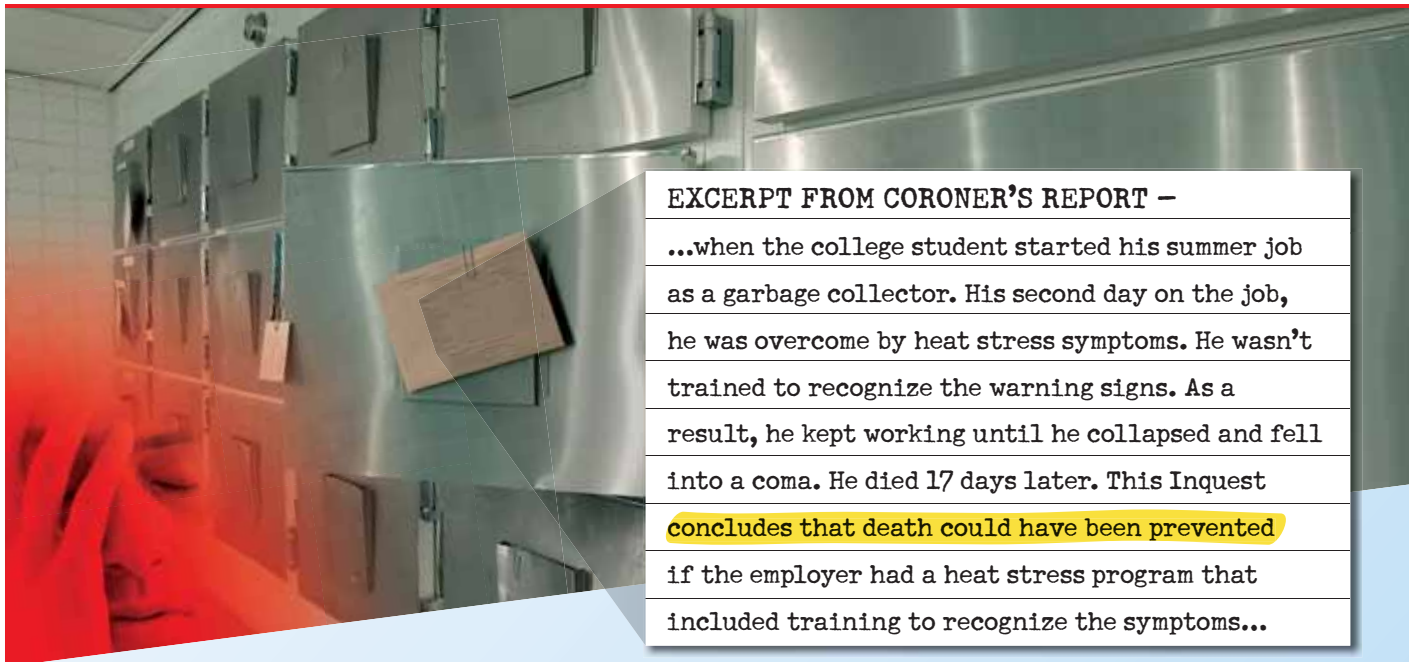 EXCERPT FROM CORONER’S REPORT –
...when the college student started his summer job
as a garbage collector. His second day on the job,
he was overcome by heat stress symptoms. He wasn’t
trained to recognize the warning signs. As a
result, he kept working until he collapsed and fell
into a coma. He died 17 days later. This Inquest
concludes that death could have been prevented
if the employer had a heat stress program that
included training to recognize the symptoms...